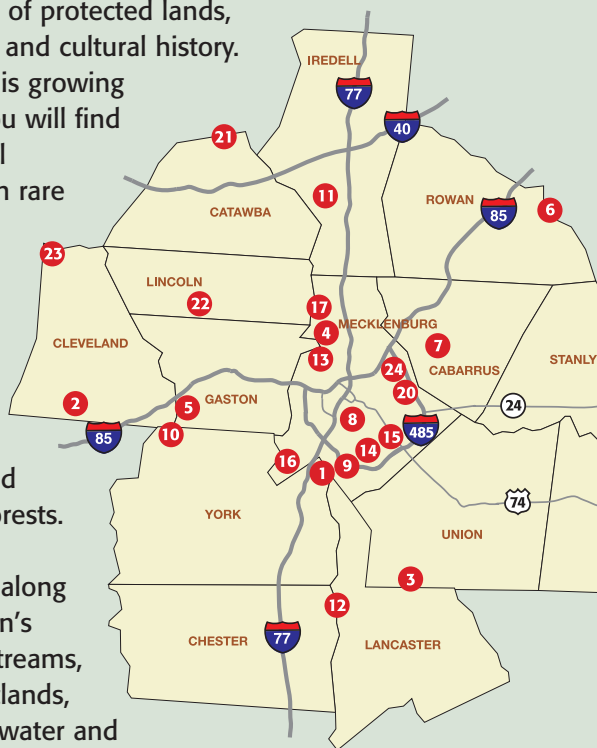 of protected lands,
and cultural history.
is growing
ou will find
l
n rare
d
orests.
along
n's
treams,
tlands,
water and
IREDELL
77
40
21
11
CATAWBA
ROWAN
85
6
23
LINCOLN
22
17
4
MECKLENBURG
7
CLEVELAND
13
24
CABARRUS
STANLY
2
5
GASTON
20
24
8
485
85
10
15
14
16
1
9
YORK
74
UNION
3
12
CHESTER
77
LANCASTER